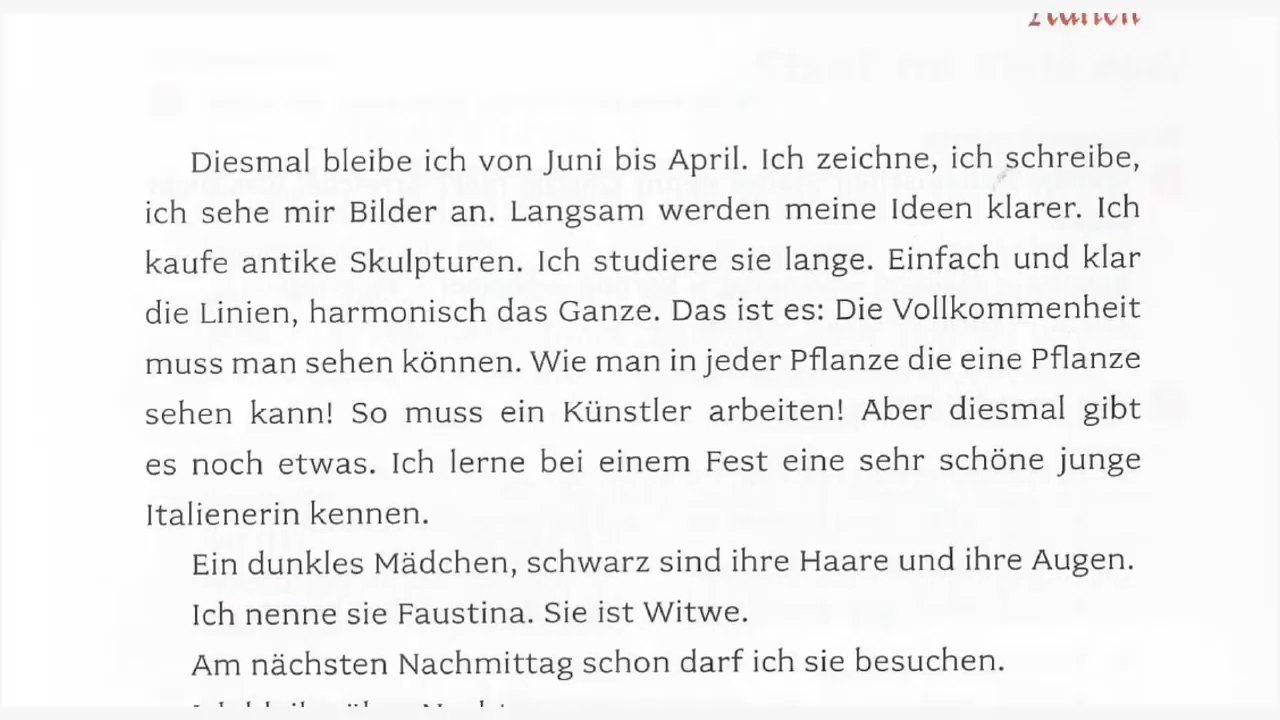 Diesmal bleibe ich von Juni bis April. Ich zeichne, ich schreibe,
ich sehe mir Bilder an. Langsam werden meine Ideen klarer. Ich
kaufe antike Skulpturen. Ich studiere sie lange. Einfach und klar
die Linien, harmonisch das Ganze. Das ist es: Die Vollkommenheit
muss man sehen können. Wie man in jeder Pflanze die eine Pflanze
sehen kann! So muss ein Künstler arbeiten! Aber diesmal gibt
es noch etwas. Ich lerne bei einem Fest eine sehr schöne junge
Italienerin kennen.
Ein dunkles Mädchen, schwarz sind ihre Haare und ihre Augen.
Ich nenne sie Faustina. Sie ist Witwe.
Am nächsten Nachmittag schon darf ich sie besuchen.